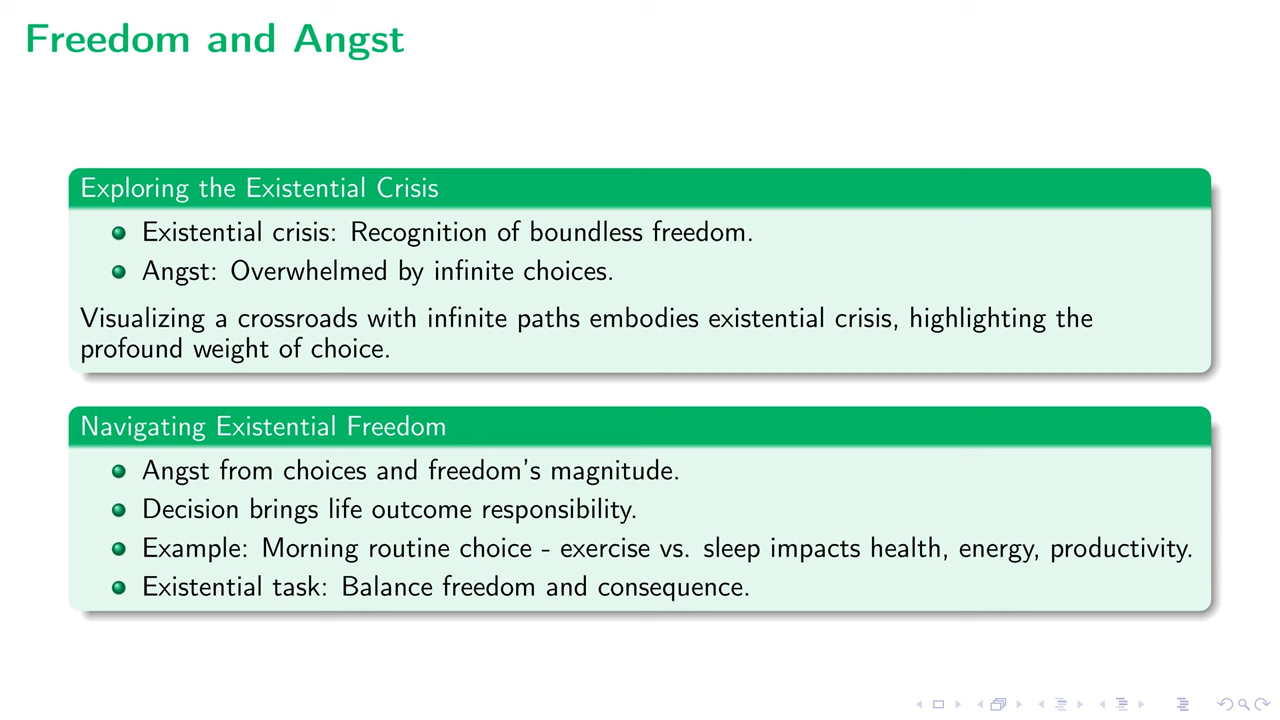 Freedom and Angst
Exploring the Existential Crisis
Existential crisis: Recognition of boundless freedom.
Angst: Overwhelmed by infinite choices.
Visualizing a crossroads with infinite paths embodies existential crisis, highlighting the
profound weight of choice.
Navigating Existential Freedom
Angst from choices and freedom's magnitude.
Decision brings life outcome responsibility.
Example: Morning routine choice - exercise vs. sleep impacts health, energy, productivity.
Existential task: Balance freedom and consequence.